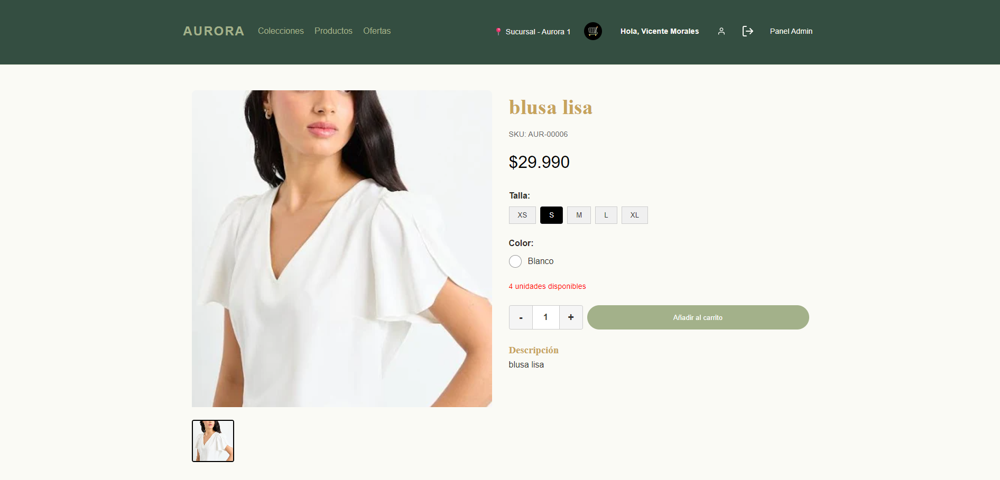 AURORA Colecciones Productos Ofertas Sucursal - Aurora 1 Hola, Vicente Morales Panel Admin
blusa lisa
SKU: AUR-00006
$29.990
Talla:
XS S M L XL
Color:
Blanco
4 unidades disponibles
- 1 + Añadir al carrito
Descripción
blusa lisa